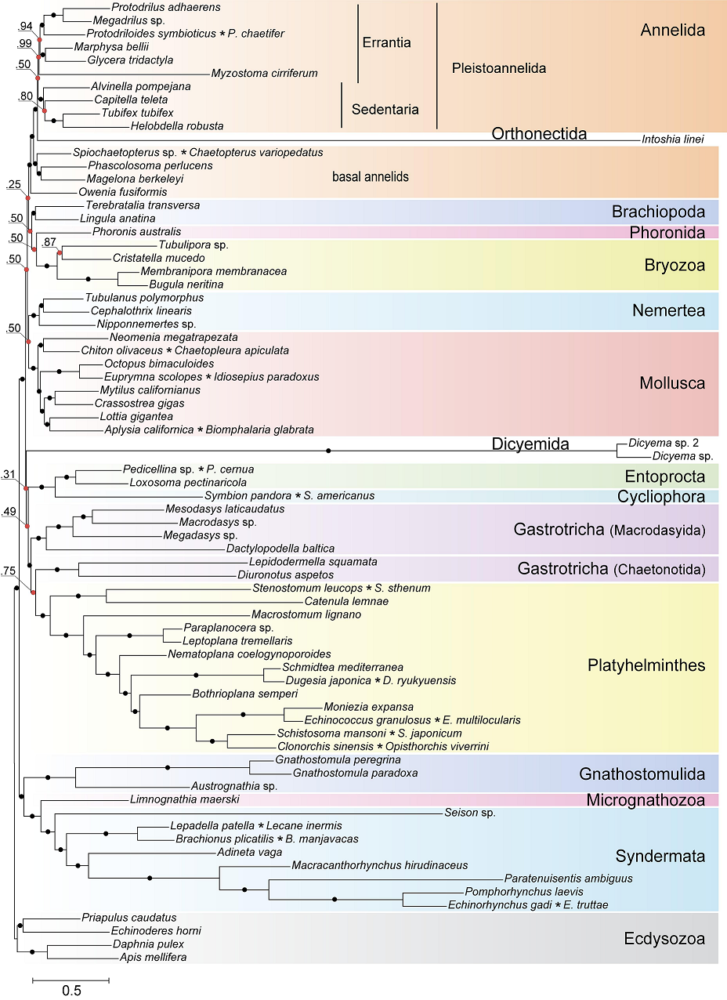 Protodrilus adhaerens
Megadrilus sp.
.94
Protodriloides symbioticus * P. chaetifer
Annelida
Errantia
.99
Marphysa bellii
Glycera tridactyla
Pleistoannelida
.50
Myzostoma cirriferum
Alvinella pompejana
.80
Capitella teleta
Sedentaria
Tubifex tubifex
Helobdella robusta
Orthonectida
Intoshia linei
Spiochaetopterus sp. * Chaetopterus variopedatus
Phascolosoma perlucens
Magelona berkeleyi
basal annelids
.25
Owenia fusiformis
Terebratalia transversa
Brachiopoda
.50
Lingula anatina
Phoronis australis
Phoronida
.50
.87
Tubulipora sp.
Cristatella mucedo
.50
Membranipora membranacea
Bryozoa
Bugula neritina
Tubulanus polymorphus
Cephalothrix linearis
Nemertea
Nipponnemertes sp.
.50
Neomenia megatrapezata
Chiton olivaceus * Chaetopleura apiculata
Octopus bimaculoides
Euprymna scolopes * Idiosepius paradoxus
Mollusca
Mytilus californianus
Crassostrea gigas
Lottia gigantea
Aplysia californica * Biomphalaria glabrata
Dicyemida
Dicyema sp. 2
Dicyema sp.
Pedicellina sp. * P. cernua
.31
Loxosoma pectinaricola
Entoprocta
Symbion pandora * S. americanus
Cycliophora
.49
Mesodasys laticaudatus
Macrodasys sp.
Gastrotricha (Macrodasyida)
Megadasys sp.
Dactylopodella baltica
Lepidodermella squamata
.75
Diuronotus aspetos
Gastrotricha (Chaetonotida)
Stenostomum leucops * S. sthenum
Catenula lemnae
Macrostomum lignano
Paraplanocera sp.
Leptoplana tremellaris
Nematoplana coelogynoporoides
Platyhelminthes
Schmidtea mediterranea
Dugesia japonica * D. ryukyuensis
Bothrioplana semperi
Moniezia expansa
Echinococcus granulosus * E. multilocularis
Schistosoma mansoni * S. japonicum
Clonorchis sinensis * Opisthorchis viverrini
Gnathostomula peregrina
Gnathostomula paradoxa
Gnathostomulida
Austrognathia sp.
Limnognathia maerski
Micrognathozoa
Seison sp.
Lepadella patella * Lecane inermis
Brachionus plicatilis * B. manjavacas
Adineta vaga
Syndermata
Macracanthorhynchus hirudinaceus
Paratenuisentis ambiguus
Pomphorhynchus laevis
Echinorhynchus gadi * E. truttae
Priapulus caudatus
Echinoderes horni
Ecdysozoa
Daphnia pulex
Apis mellifera
0.5